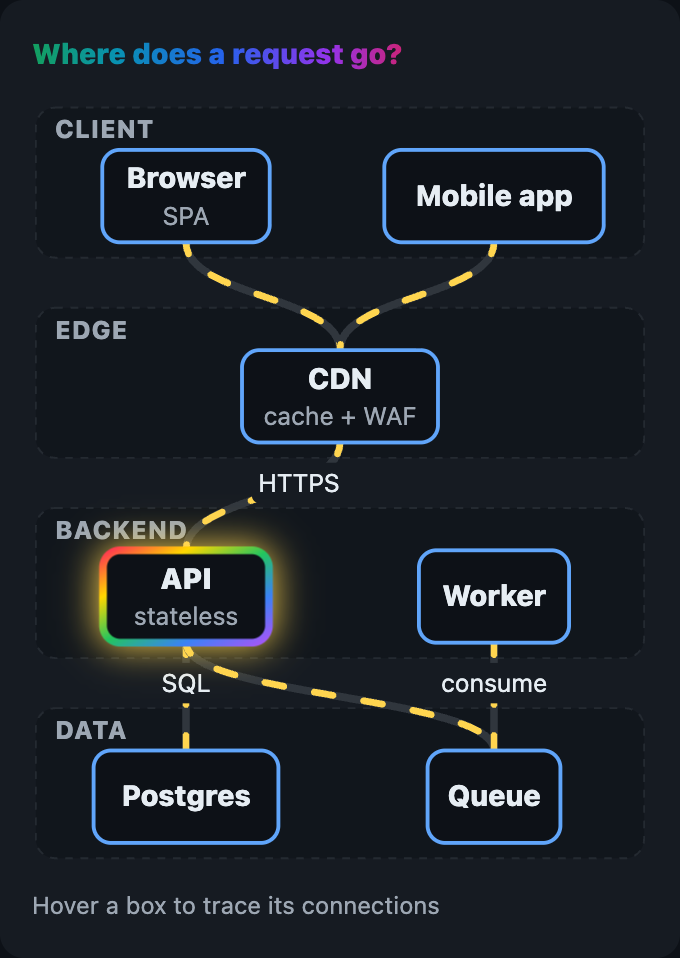 Where does a request go?
CLIENT
Browser
SPA
Mobile app
EDGE
CDN
cache + WAF
HTTPS
BACKEND
API
stateless
Worker
SQL
consume
DATA
Postgres
Queue
Hover a box to trace its connections